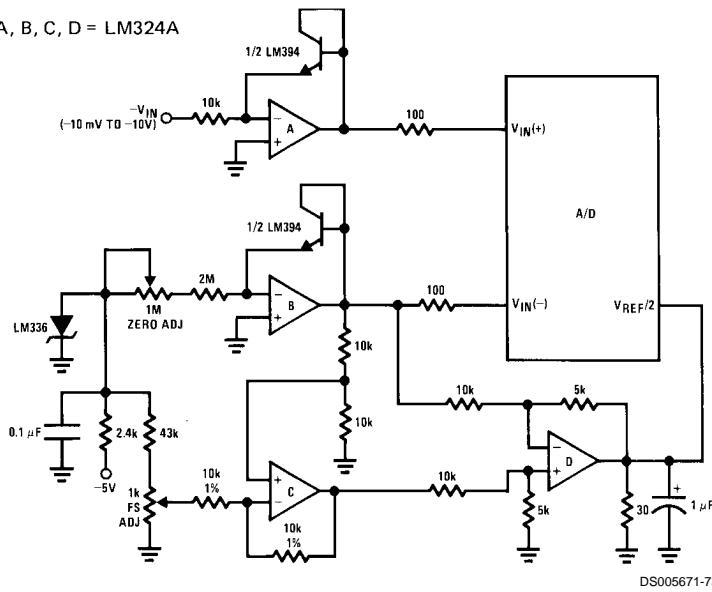 A, B, C, D = LM324A
1/2 LM394
10k
–VIN
(–10 mV TO –10V)
–
A
+
100
VIN(+)
A/D
1/2 LM394
2M
1M
ZERO ADJ
–
B
+
100
VIN(–)
VREF/2
LM336
10k
10k
5k
0.1 µF
2.4k
43k
10k
–
D
+
–5V
1k
FS
ADJ
10k
1%
+
C
–
10k
1%
10k
5k
30
+
1 µF
DS005671-7